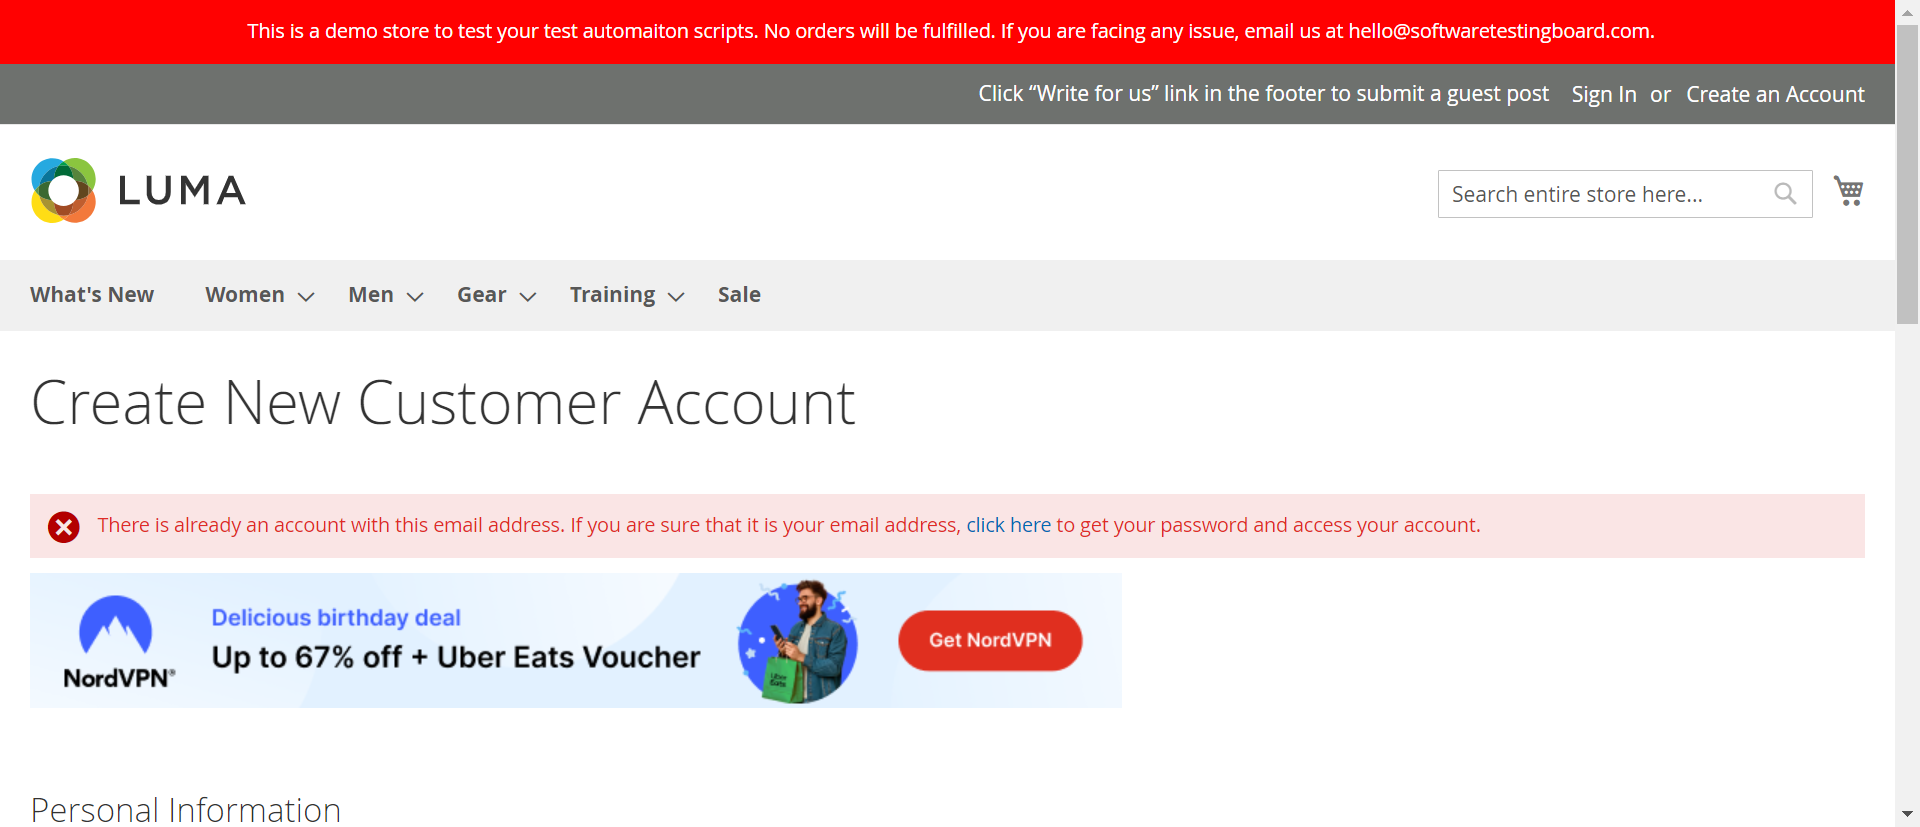 This is a demo store to test your test automaiton scripts. No orders will be fulfilled. If you are facing any issue, email us at hello@softwaretestingboard.com.
Click “Write for us” link in the footer to submit a guest post Sign In or Create an Account
LUMA
Search entire store here...
What's New Women Men Gear Training Sale
Create New Customer Account
There is already an account with this email address. If you are sure that it is your email address, click here to get your password and access your account.
NordVPN®
Delicious birthday deal
Up to 67% off + Uber Eats Voucher
Uber
Eats
Get NordVPN
Personal Information